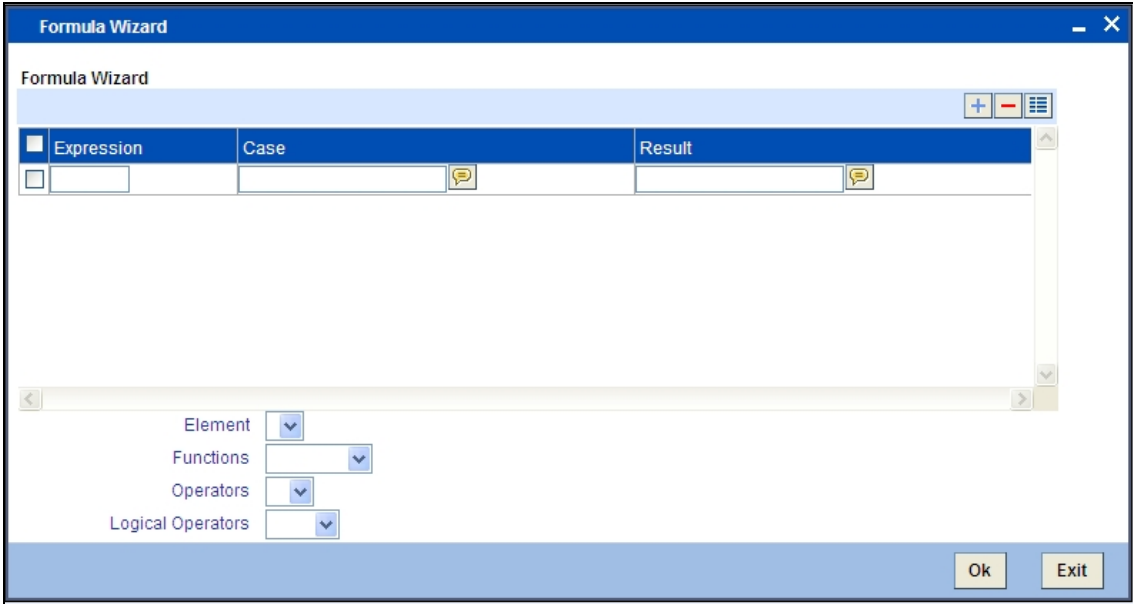 Formula Wizard
Formula Wizard
Expression Case Result
Element
Functions
Operators
Logical Operators
Ok Exit